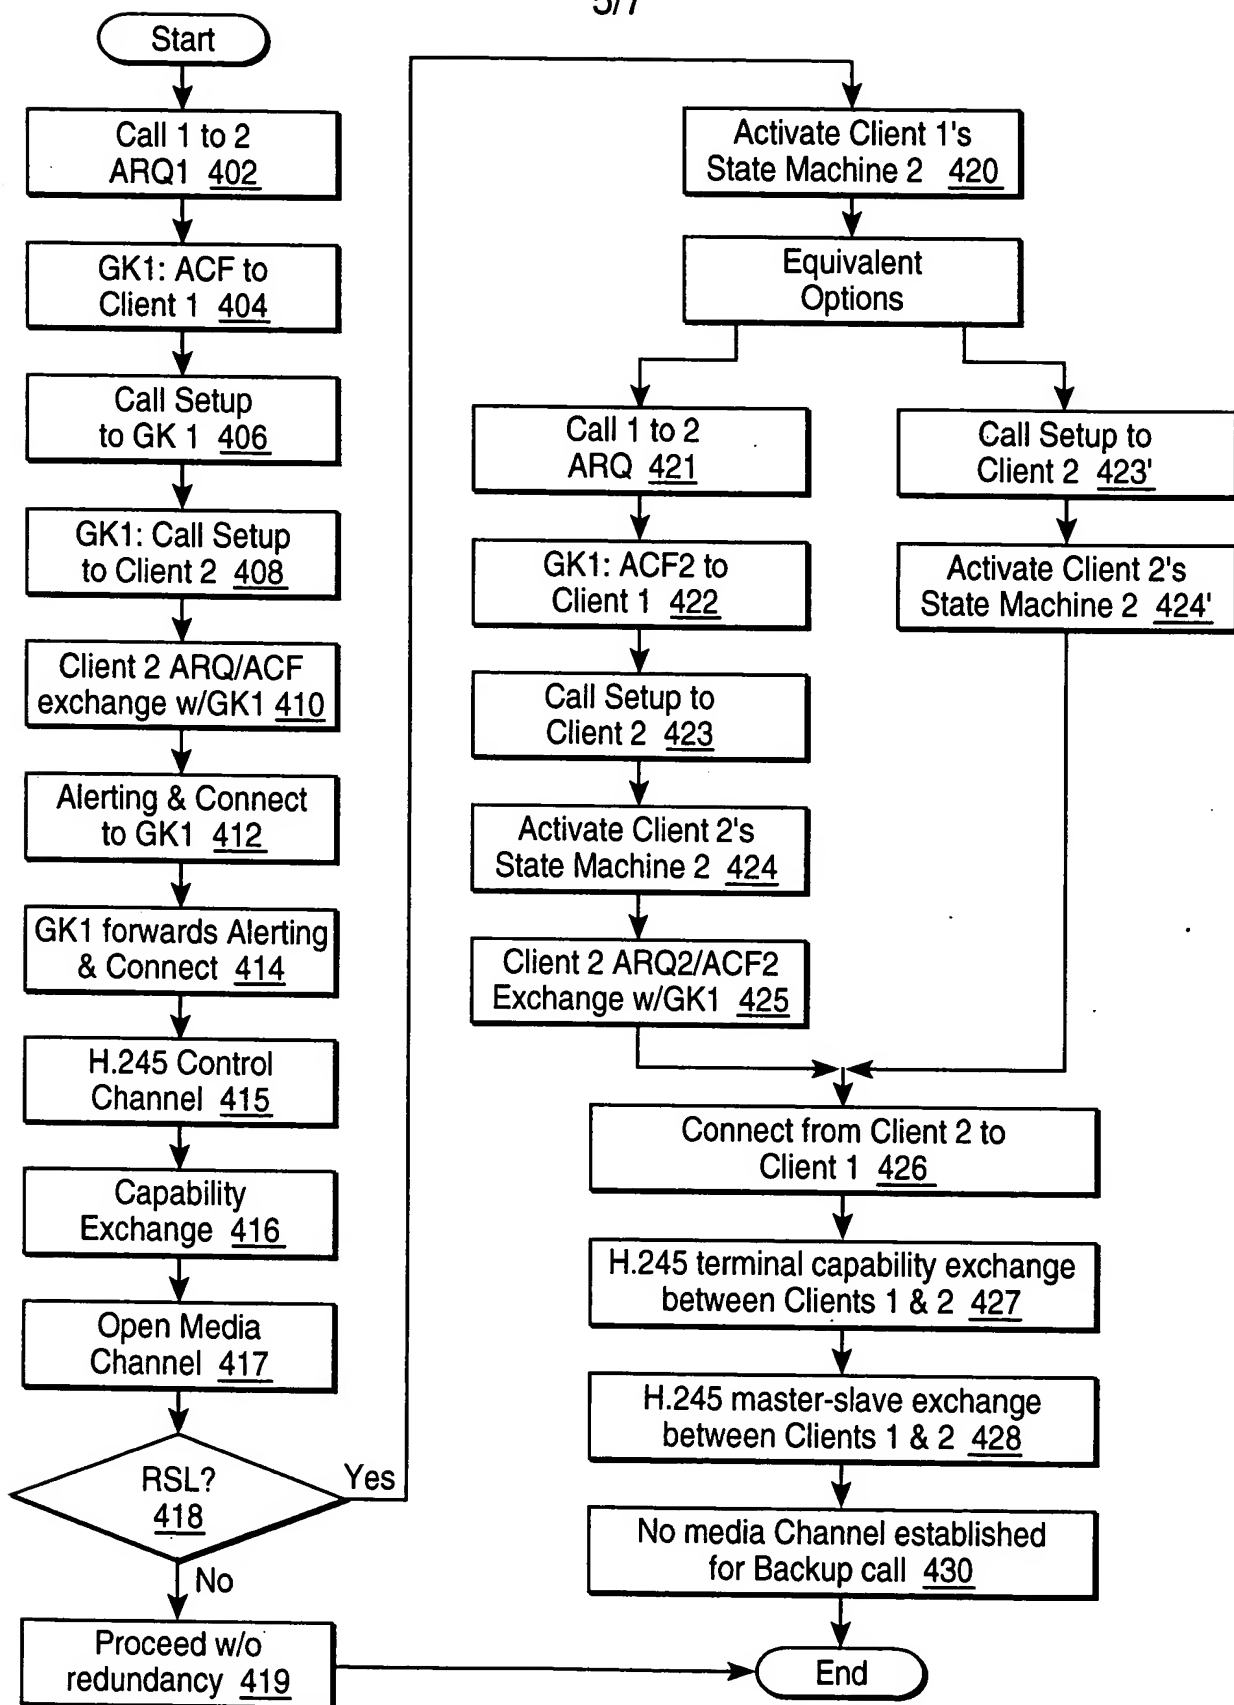 5/7
Start
Call 1 to 2
ARQ1 402
GK1: ACF to
Client 1 404
Call Setup
to GK 1 406
GK1: Call Setup
to Client 2 408
Client 2 ARQ/ACF
exchange w/GK1 410
Alerting & Connect
to GK1 412
GK1 forwards Alerting
& Connect 414
H.245 Control
Channel 415
Capability
Exchange 416
Open Media
Channel 417
RSL?
418
Yes
No
Proceed w/o
redundancy 419
Activate Client 1's
State Machine 2 420
Equivalent
Options
Call 1 to 2
ARQ 421
GK1: ACF2 to
Client 1 422
Call Setup to
Client 2 423
Activate Client 2's
State Machine 2 424
Client 2 ARQ2/ACF2
Exchange w/GK1 425
Call Setup to
Client 2 423'
Activate Client 2's
State Machine 2 424'
Connect from Client 2 to
Client 1 426
H.245 terminal capability exchange
between Clients 1 & 2 427
H.245 master-slave exchange
between Clients 1 & 2 428
No media Channel established
for Backup call 430
End